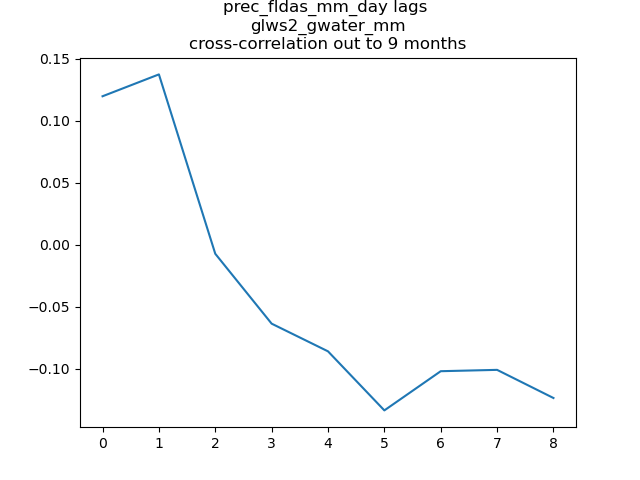 prec_fldas_mm_day lags
glws2_gwater_mm
cross-correlation out to 9 months
0.15
0.10
0.05
0.00
−0.05
−0.10
0 1 2 3 4 5 6 7 8